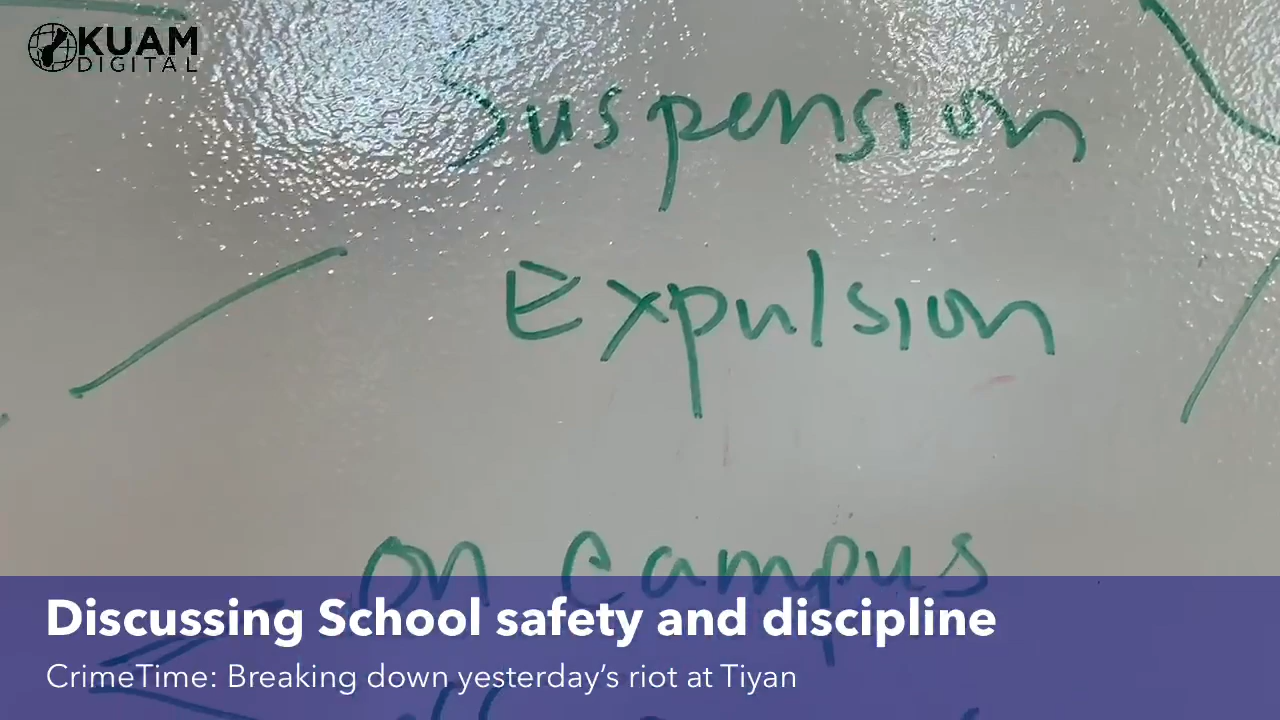 KUAM
DIGITAL
Suspension
Expulsion
on campus
Discussing School safety and discipline
CrimeTime: Breaking down yesterday’s riot at Tiyan